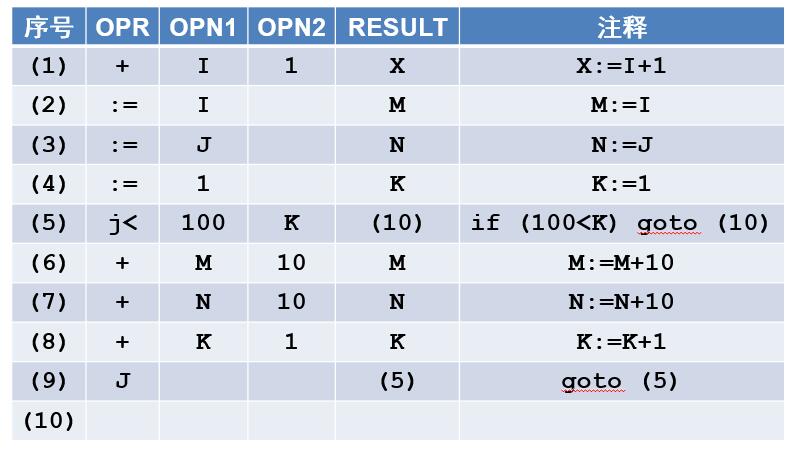 序号 OPR OPN1 OPN2 RESULT 注释
(1) + I 1 X X:=I+1
(2) := I M M:=I
(3) := J N N:=J
(4) := 1 K K:=1
(5) j< 100 K (10) if (100<K) goto (10)
(6) + M 10 M M:=M+10
(7) + N 10 N N:=N+10
(8) + K 1 K K:=K+1
(9) J (5) goto (5)
(10)